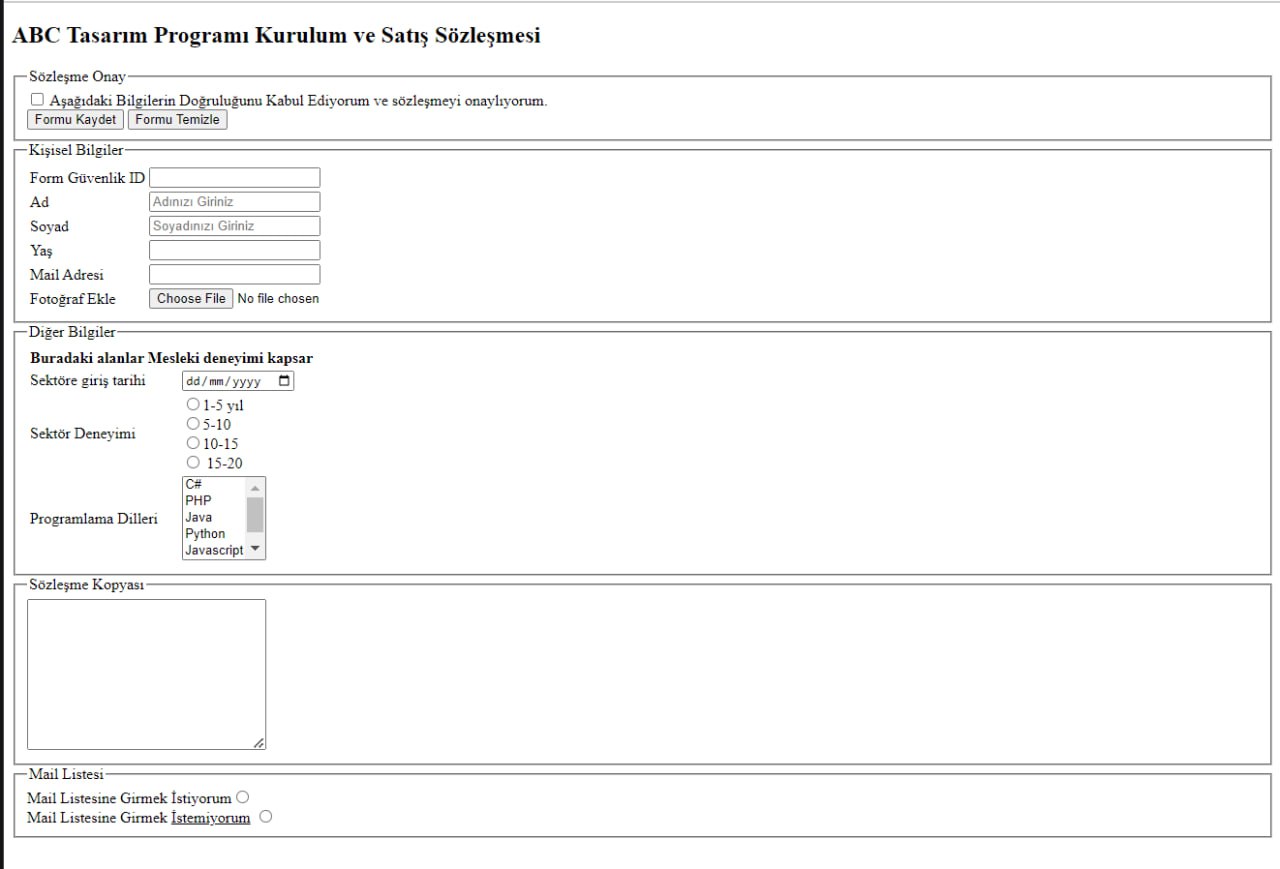 ABC Tasarım Programı Kurulum ve Satış Sözleşmesi
Sözleşme Onay
Aşağıdaki Bilgilerin Doğruluğunu Kabul Ediyorum ve sözleşmeyi onaylıyorum.
Formu Kaydet Formu Temizle
Kişisel Bilgiler
Form Güvenlik ID
Ad Adınızı Giriniz
Soyad Soyadınızı Giriniz
Yaş
Mail Adresi
Fotoğraf Ekle Choose File No file chosen
Diğer Bilgiler
Buradaki alanlar Mesleki deneyimi kapsar
Sektöre giriş tarihi dd/mm/yyyy
Sektör Deneyimi
1-5 yıl
5-10
10-15
15-20
Programlama Dilleri
C#
PHP
Java
Python
Javascript
Sözleşme Kopyası
Mail Listesi
Mail Listesine Girmek İstiyorum
Mail Listesine Girmek İstemiyorum